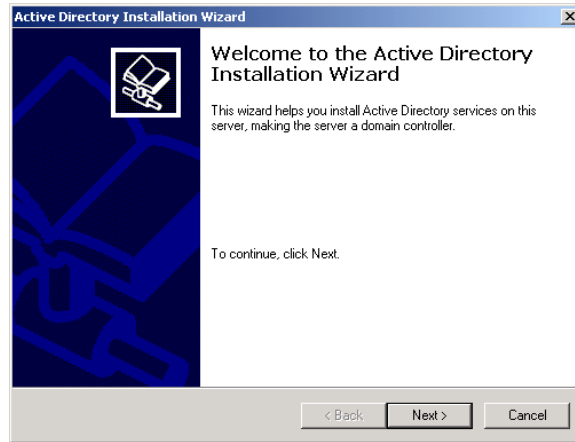 Active Directory Installation Wizard
Welcome to the Active Directory
Installation Wizard
This wizard helps you install Active Directory services on this
server, making the server a domain controller.
To continue, click Next.
< Back
Next >
Cancel